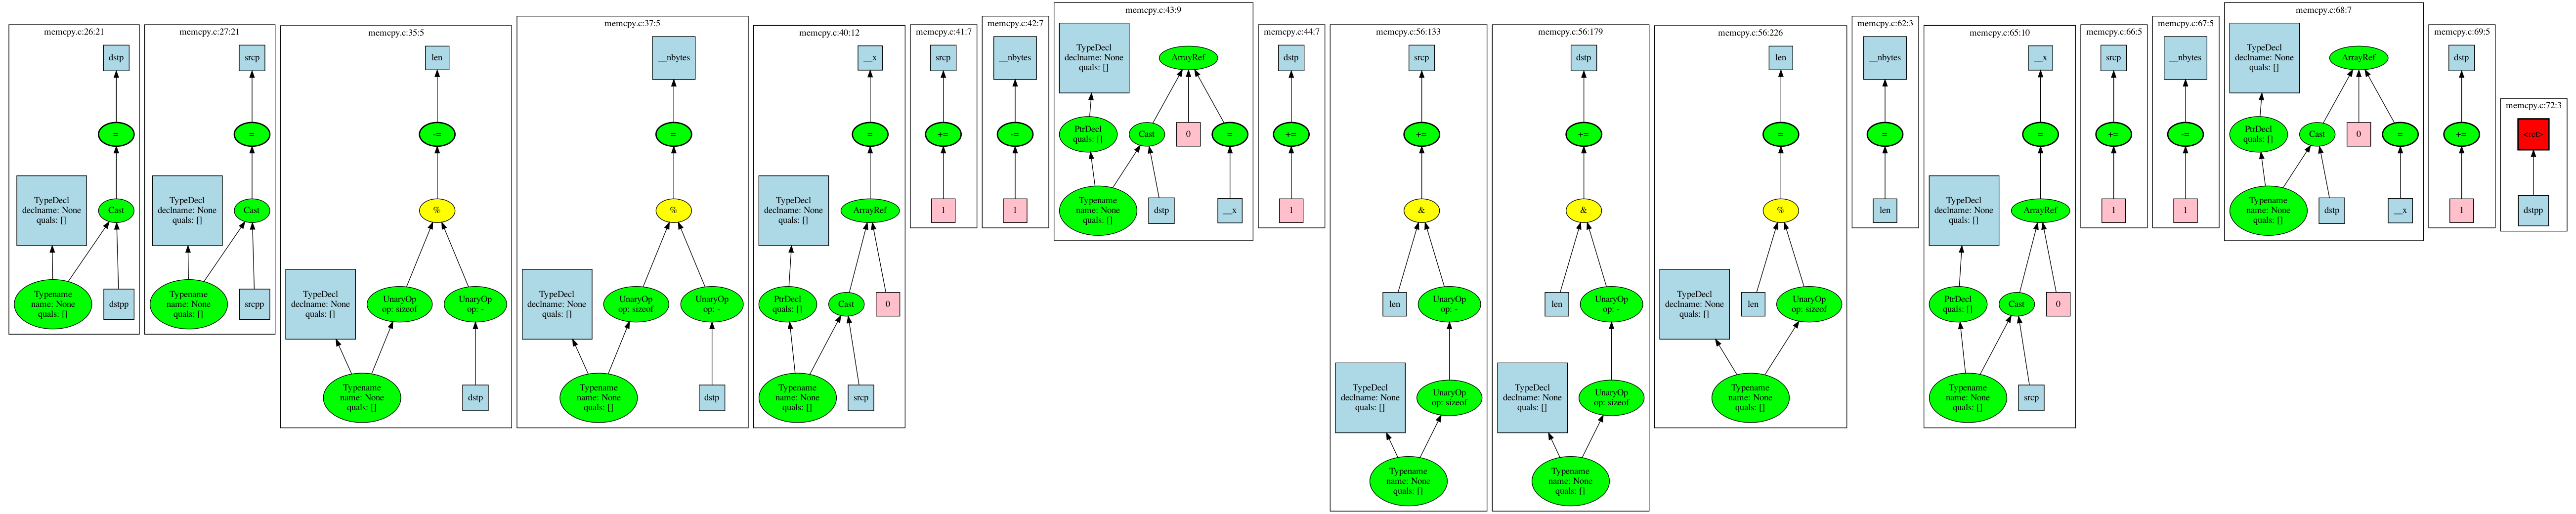 memcpy.c:26:21
dstp
=
TypeDecl
declname: None
quals: []
Cast
Typename
name: None
quals: []
dstpp
memcpy.c:27:21
srcp
=
TypeDecl
declname: None
quals: []
Cast
Typename
name: None
quals: []
srcpp
memcpy.c:35:5
len
-=
%
TypeDecl
declname: None
quals: []
UnaryOp
op: sizeof
UnaryOp
op: -
Typename
name: None
quals: []
dstp
memcpy.c:37:5
__nbytes
=
%
TypeDecl
declname: None
quals: []
UnaryOp
op: sizeof
UnaryOp
op: -
Typename
name: None
quals: []
dstp
memcpy.c:40:12
__x
=
TypeDecl
declname: None
quals: []
ArrayRef
PtrDecl
quals: []
Cast
0
Typename
name: None
quals: []
srcp
memcpy.c:41:7
srcp
+=
1
memcpy.c:42:7
__nbytes
-=
1
memcpy.c:43:9
TypeDecl
declname: None
quals: []
ArrayRef
PtrDecl
quals: []
Cast
0
=
Typename
name: None
quals: []
dstp
__x
memcpy.c:44:7
dstp
+=
1
memcpy.c:56:133
srcp
+=
&
len
UnaryOp
op: -
TypeDecl
declname: None
quals: []
UnaryOp
op: sizeof
Typename
name: None
quals: []
memcpy.c:56:179
dstp
+=
&
len
UnaryOp
op: -
TypeDecl
declname: None
quals: []
UnaryOp
op: sizeof
Typename
name: None
quals: []
memcpy.c:56:226
len
=
%
TypeDecl
declname: None
quals: []
len
UnaryOp
op: sizeof
Typename
name: None
quals: []
memcpy.c:62:3
__nbytes
=
len
memcpy.c:65:10
__x
=
TypeDecl
declname: None
quals: []
ArrayRef
PtrDecl
quals: []
Cast
0
Typename
name: None
quals: []
srcp
memcpy.c:66:5
srcp
+=
1
memcpy.c:67:5
__nbytes
-=
1
memcpy.c:68:7
TypeDecl
declname: None
quals: []
ArrayRef
PtrDecl
quals: []
Cast
0
=
Typename
name: None
quals: []
dstp
__x
memcpy.c:69:5
dstp
+=
1
memcpy.c:72:3
<ret>
dstpp